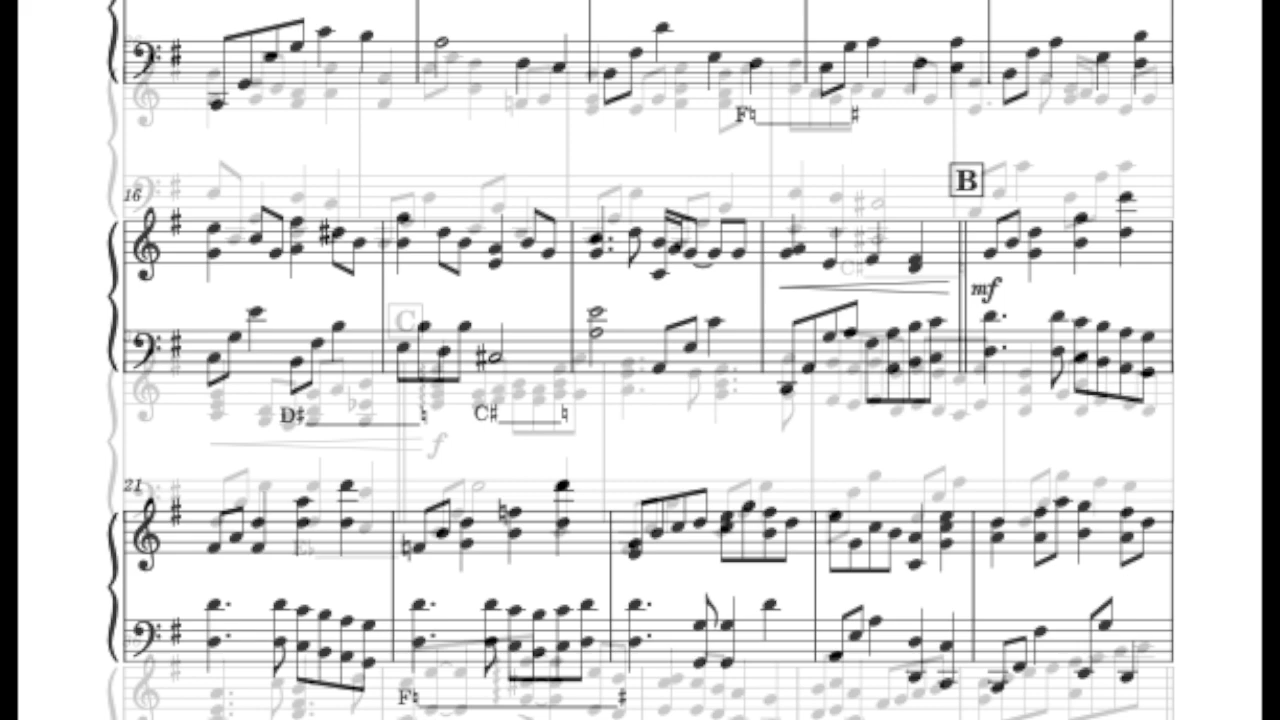 F♮ ♯
16
B
C♯
mf
C
D♯ ♮ C♯ ♮
f
21
E♭
F♮ ♯